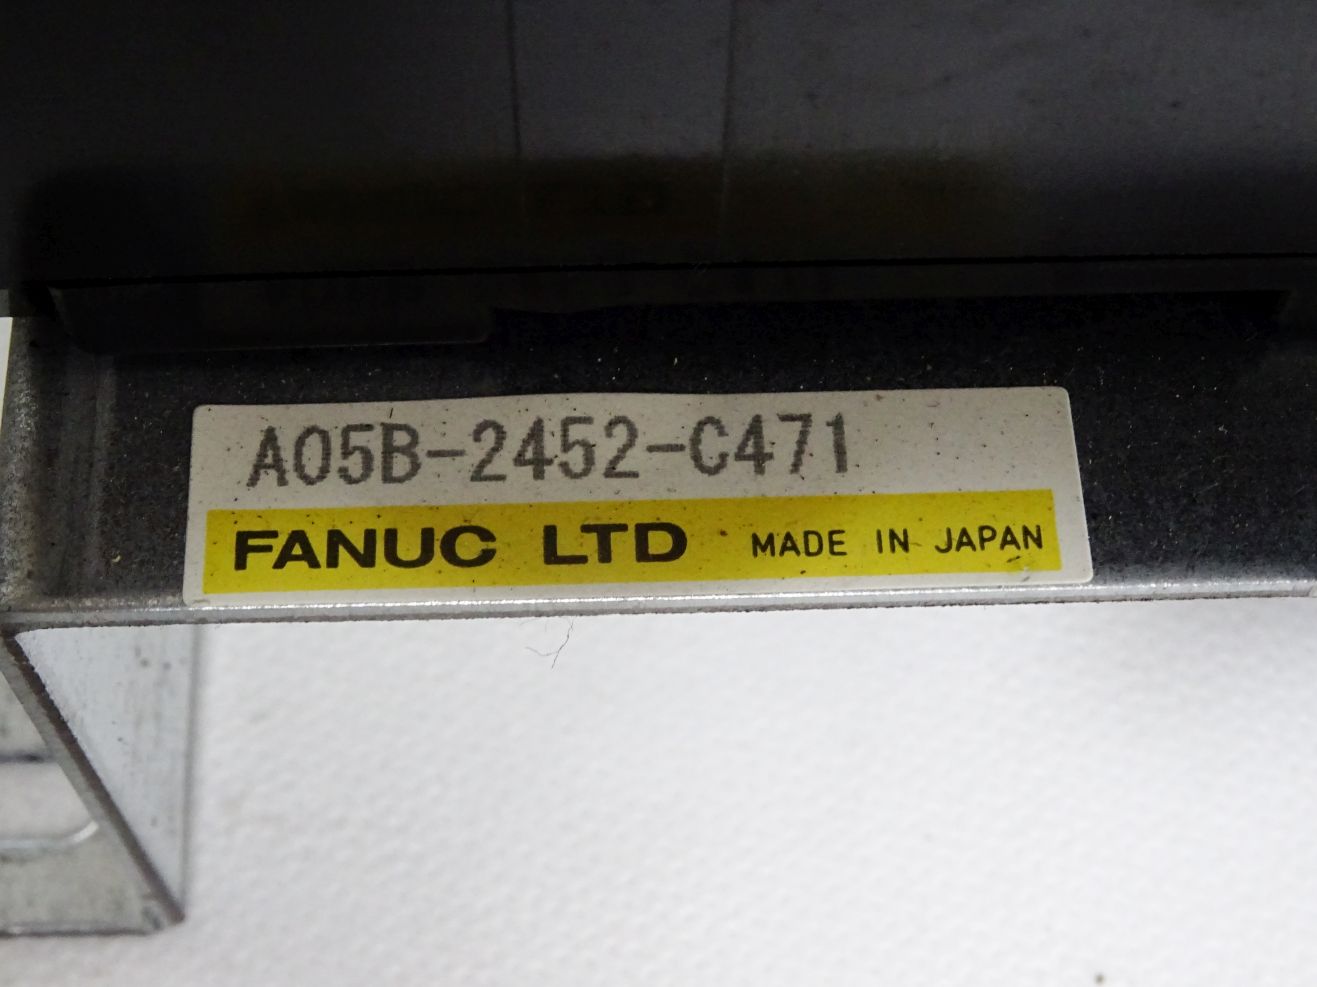 A05B-2452-C471
FANUC LTD MADE IN JAPAN